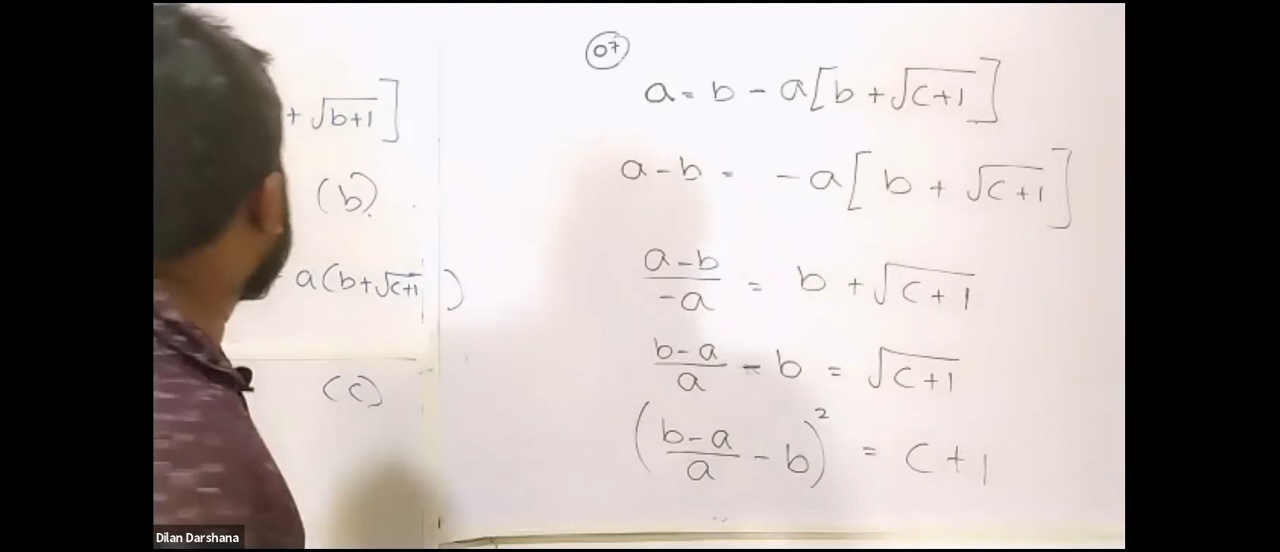 + √(b+1) ]
(b)
a(b+√(c+1))
(c)
07
a = b - a[b + √(c+1)]
a - b = - a[b + √(c+1)]
(a-b)/(-a) = b + √(c+1)
(b-a)/a - b = √(c+1)
((b-a)/a - b)² = c + 1
Dilan Darshana